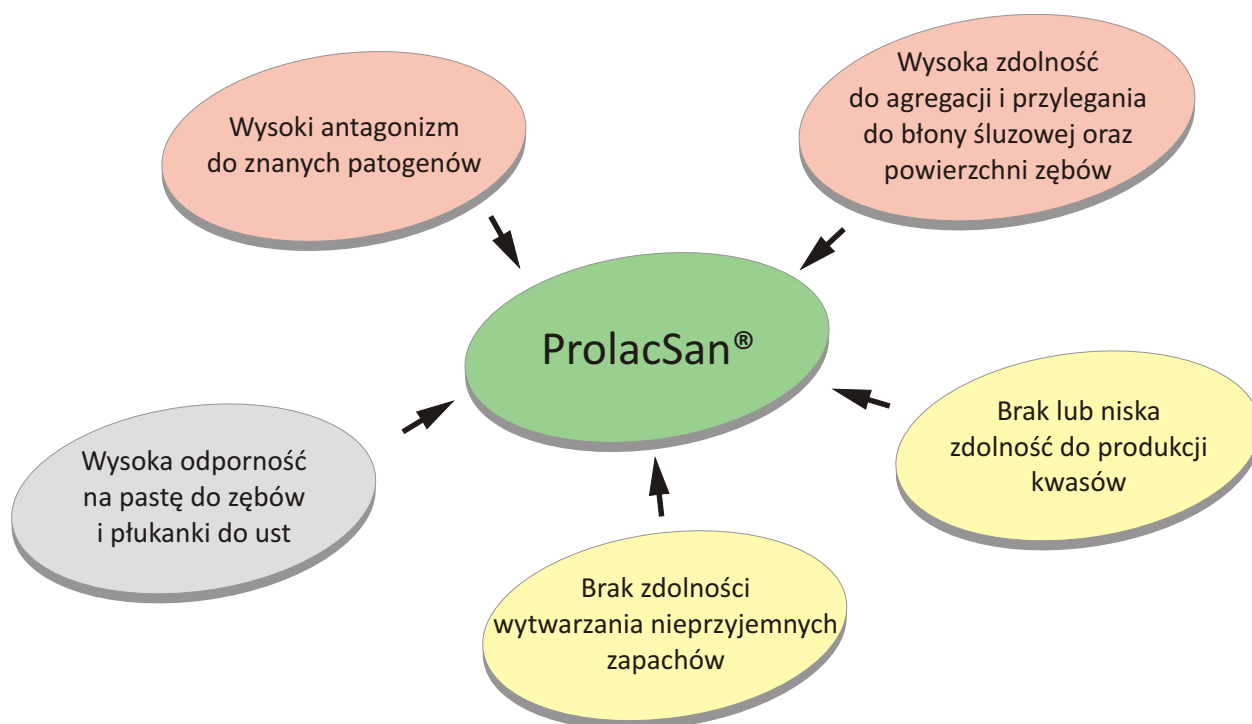 Wysoki antagonizm
do znanych patogenów
Wysoka zdolność
do agregacji i przylegania
do błony śluzowej oraz
powierzchni zębów
ProlacSan®
Wysoka odporność
na pastę do zębów
i płukanki do ust
Brak lub niska
zdolność do produkcji
kwasów
Brak zdolności
wytwarzania nieprzyjemnych
zapachów